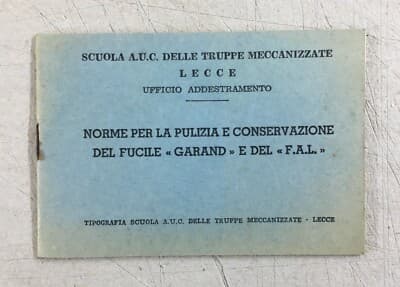 SCUOLA A.U.C. DELLE TRUPPE MECCANIZZATE
LECCE
UFFICIO ADDESTRAMENTO
NORME PER LA PULIZIA E CONSERVAZIONE
DEL FUCILE « GARAND » E DEL « F.A.L. »
TIPOGRAFIA SCUOLA A.U.C. DELLE TRUPPE MECCANIZZATE - LECCE